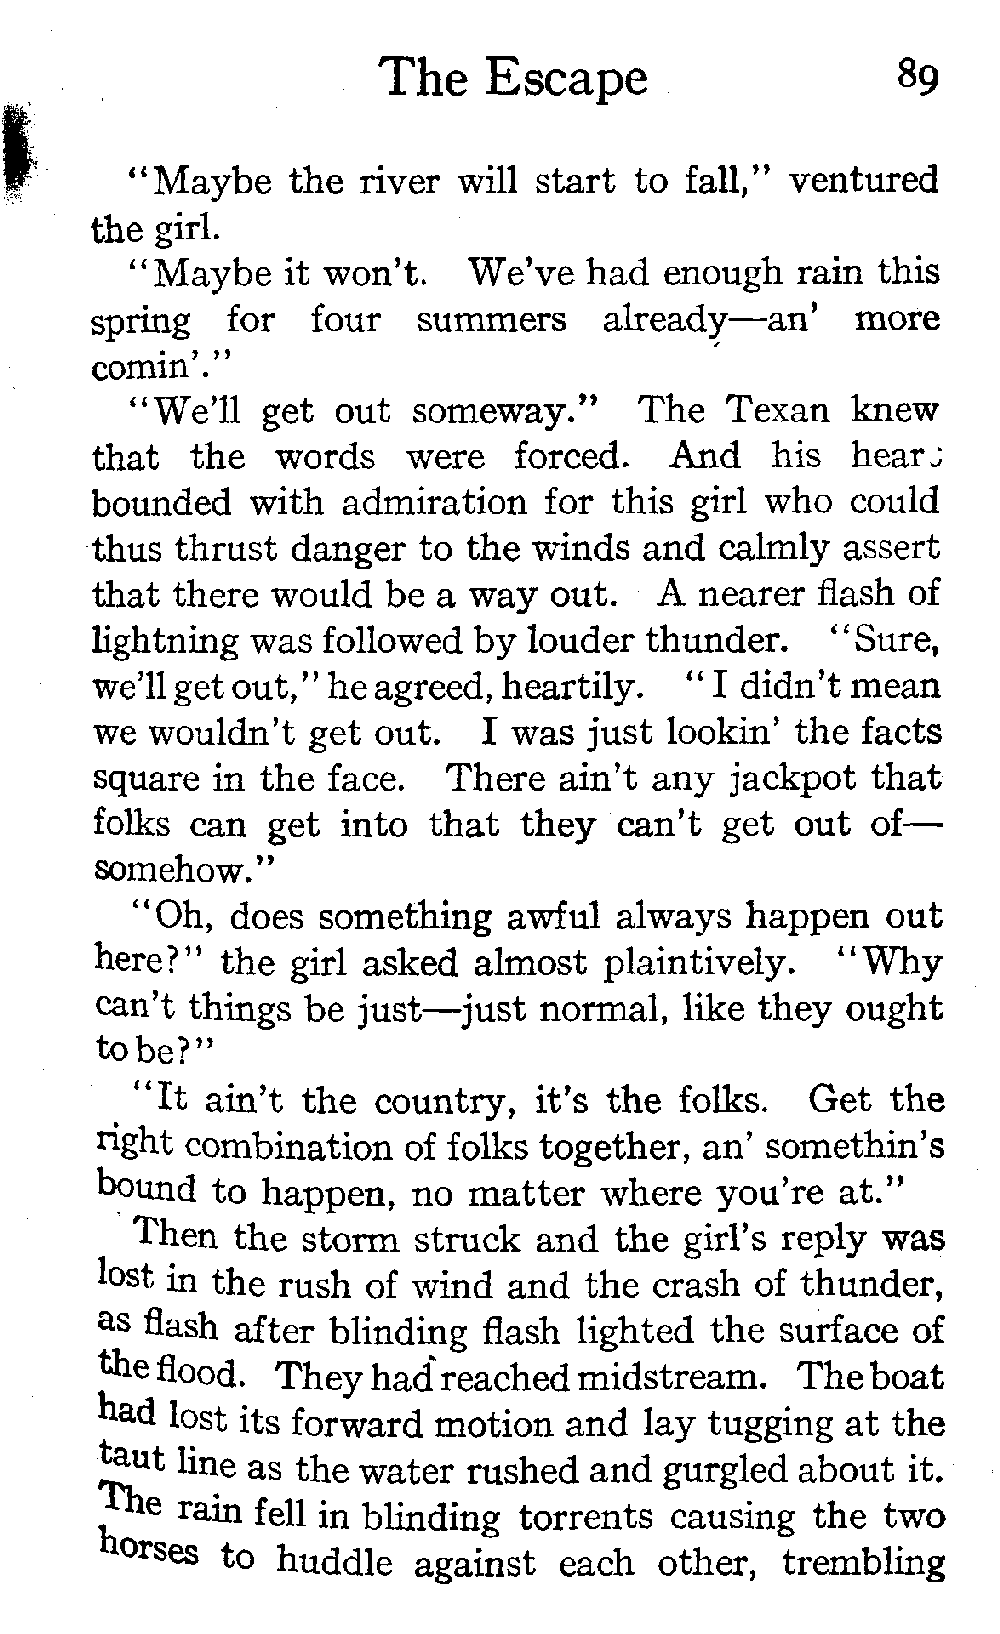 The Escape 89
"Maybe the river will start to fall," ventured
the girl.
"Maybe it won't. We've had enough rain this
spring for four summers already—an' more
comin'."
"We'll get out someway." The Texan knew
that the words were forced. And his heart
bounded with admiration for this girl who could
thus thrust danger to the winds and calmly assert
that there would be a way out. A nearer flash of
lightning was followed by louder thunder. "Sure,
we'll get out," he agreed, heartily. "I didn't mean
we wouldn't get out. I was just lookin' the facts
square in the face. There ain't any jackpot that
folks can get into that they can't get out of—
somehow."
"Oh, does something awful always happen out
here?" the girl asked almost plaintively. "Why
can't things be just—just normal, like they ought
to be?"
"It ain't the country, it's the folks. Get the
right combination of folks together, an' somethin's
bound to happen, no matter where you're at."
Then the storm struck and the girl's reply was
lost in the rush of wind and the crash of thunder,
as flash after blinding flash lighted the surface of
the flood. They had reached midstream. The boat
had lost its forward motion and lay tugging at the
taut line as the water rushed and gurgled about it.
The rain fell in blinding torrents causing the two
horses to huddle against each other, trembling